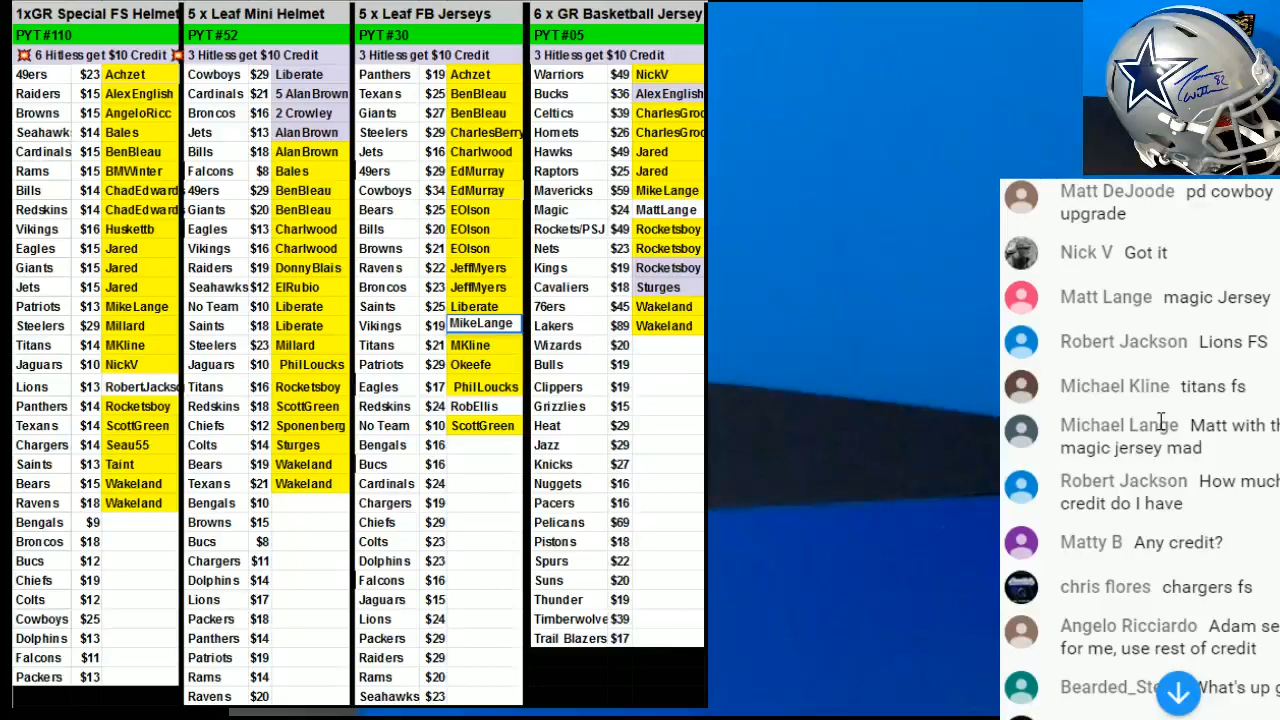 1xGR Special FS Helmet
PYT #110
6 Hitless get $10 Credit
49ers $23 Achzet
Raiders $15 AlexEnglish
Browns $15 AngeloRicc
Seahawk $14 Bales
Cardinals $15 BenBleau
Rams $15 BMWinter
Bills $14 ChadEdward
Redskins $14 ChadEdward
Vikings $16 Huskettb
Eagles $15 Jared
Giants $15 Jared
Jets $15 Jared
Patriots $13 MikeLange
Steelers $29 Millard
Titans $14 MKline
Jaguars $10 NickV
Lions $13 RobertJackso
Panthers $14 Rocketsboy
Texans $14 ScottGreen
Chargers $14 Seau55
Saints $13 Taint
Bears $15 Wakeland
Ravens $18 Wakeland
Bengals $9
Broncos $18
Bucs $12
Chiefs $19
Colts $12
Cowboys $25
Dolphins $13
Falcons $11
Packers $13
5 x Leaf Mini Helmet
PYT #52
3 Hitless get $10 Credit
Cowboys $29 Liberate
Cardinals $21 5 AlanBrown
Broncos $16 2 Crowley
Jets $13 AlanBrown
Bills $18 AlanBrown
Falcons $8 Bales
49ers $29 BenBleau
Giants $20 BenBleau
Eagles $13 Charlwood
Vikings $16 Charlwood
Raiders $19 DonnyBlais
Seahawks $12 ElRubio
No Team $10 Liberate
Saints $18 Liberate
Steelers $23 Millard
Jaguars $10 PhilLoucks
Titans $16 Rocketsboy
Redskins $18 ScottGreen
Chiefs $12 Sponenberg
Colts $14 Sturges
Bears $19 Wakeland
Texans $21 Wakeland
Bengals $10
Browns $15
Bucs $8
Chargers $11
Dolphins $14
Lions $17
Packers $18
Panthers $14
Patriots $19
Rams $14
Ravens $20
5 x Leaf FB Jerseys
PYT #30
3 Hitless get $10 Credit
Panthers $19 Achzet
Texans $25 BenBleau
Giants $27 BenBleau
Steelers $29 CharlesBerry
Jets $16 Charlwood
49ers $29 EdMurray
Cowboys $34 EdMurray
Bears $25 EOlson
Bills $20 EOlson
Browns $21 EOlson
Ravens $22 JeffMyers
Broncos $23 JeffMyers
Saints $25 Liberate
Vikings $19 MikeLange
Titans $21 MKline
Patriots $29 Okeefe
Eagles $17 PhilLoucks
Redskins $24 RobEllis
No Team $10 ScottGreen
Bengals $16
Bucs $16
Cardinals $24
Chargers $19
Chiefs $29
Colts $23
Dolphins $23
Falcons $16
Jaguars $15
Lions $24
Packers $29
Raiders $29
Rams $20
Seahawks $23
6 x GR Basketball Jersey
PYT #05
3 Hitless get $10 Credit
Warriors $49 NickV
Bucks $36 AlexEnglish
Celtics $39 CharlesGro
Hornets $26 CharlesGro
Hawks $49 Jared
Raptors $25 Jared
Mavericks $59 MikeLange
Magic $24 MattLange
Rockets/PSJ $49 Rocketsboy
Nets $23 Rocketsboy
Kings $19 Rocketsboy
Cavaliers $18 Sturges
76ers $45 Wakeland
Lakers $89 Wakeland
Wizards $20
Bulls $19
Clippers $19
Grizzlies $15
Heat $29
Jazz $29
Knicks $27
Nuggets $16
Pacers $16
Pelicans $69
Pistons $18
Spurs $22
Suns $20
Thunder $19
Timberwolve $39
Trail Blazers $17
82
Matt DeJoode pd cowboy
upgrade
Nick V Got it
Matt Lange magic Jersey
Robert Jackson Lions FS
Michael Kline titans fs
Michael Lange Matt with th
magic jersey mad
Robert Jackson How much
credit do I have
Matty B Any credit?
chris flores chargers fs
Angelo Ricciardo Adam se
for me, use rest of credit
Bearded_Ste What's up g